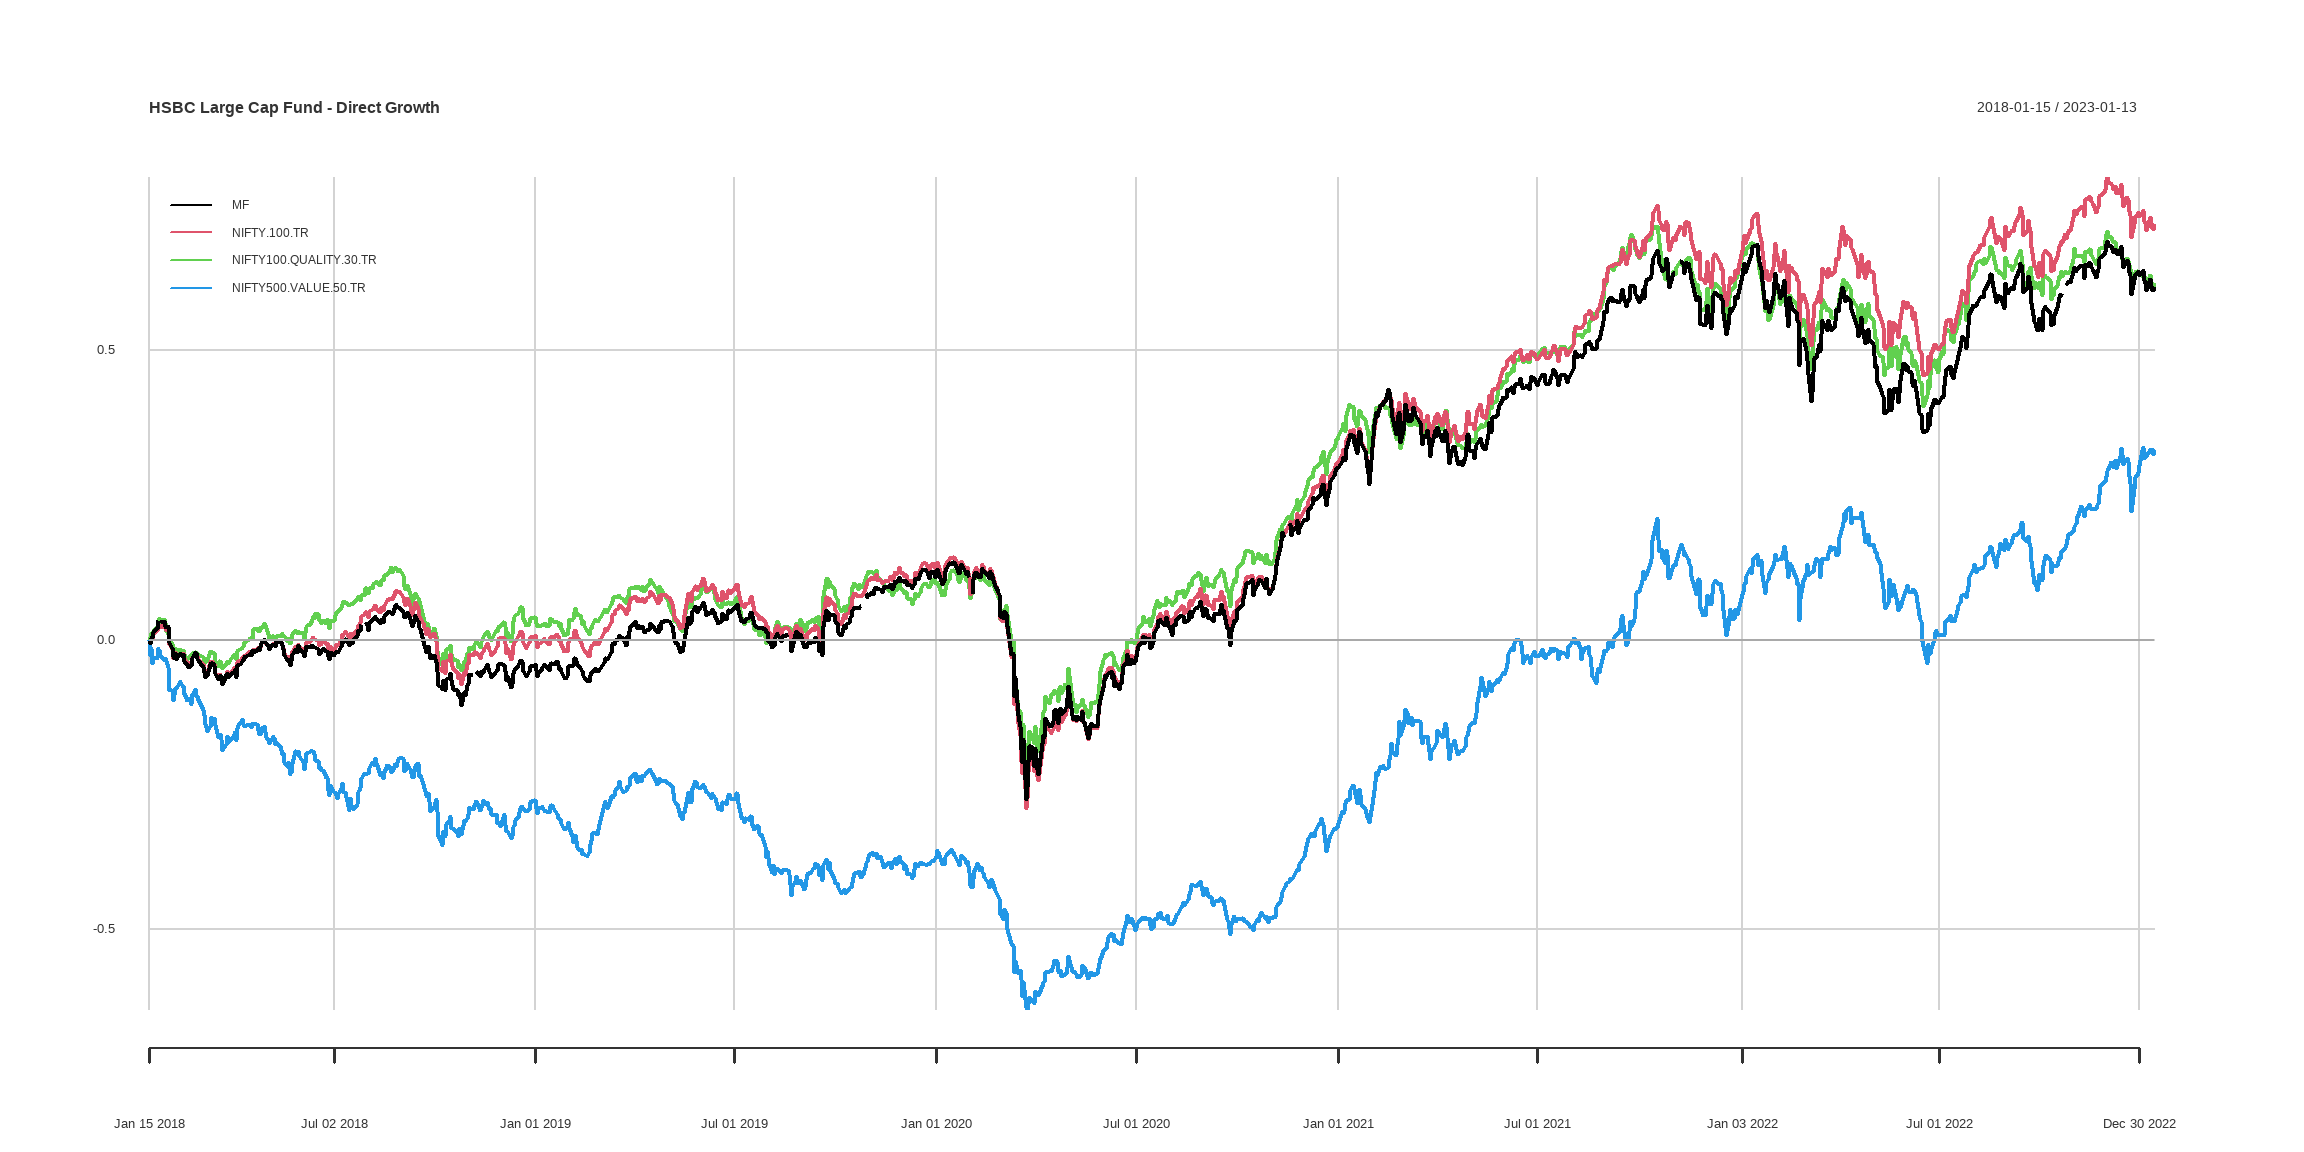 HSBC Large Cap Fund - Direct Growth
2018-01-15 / 2023-01-13
MF
NIFTY.100.TR
NIFTY100.QUALITY.30.TR
NIFTY500.VALUE.50.TR
0.5
0.0
-0.5
Jan 15 2018
Jul 02 2018
Jan 01 2019
Jul 01 2019
Jan 01 2020
Jul 01 2020
Jan 01 2021
Jul 01 2021
Jan 03 2022
Jul 01 2022
Dec 30 2022